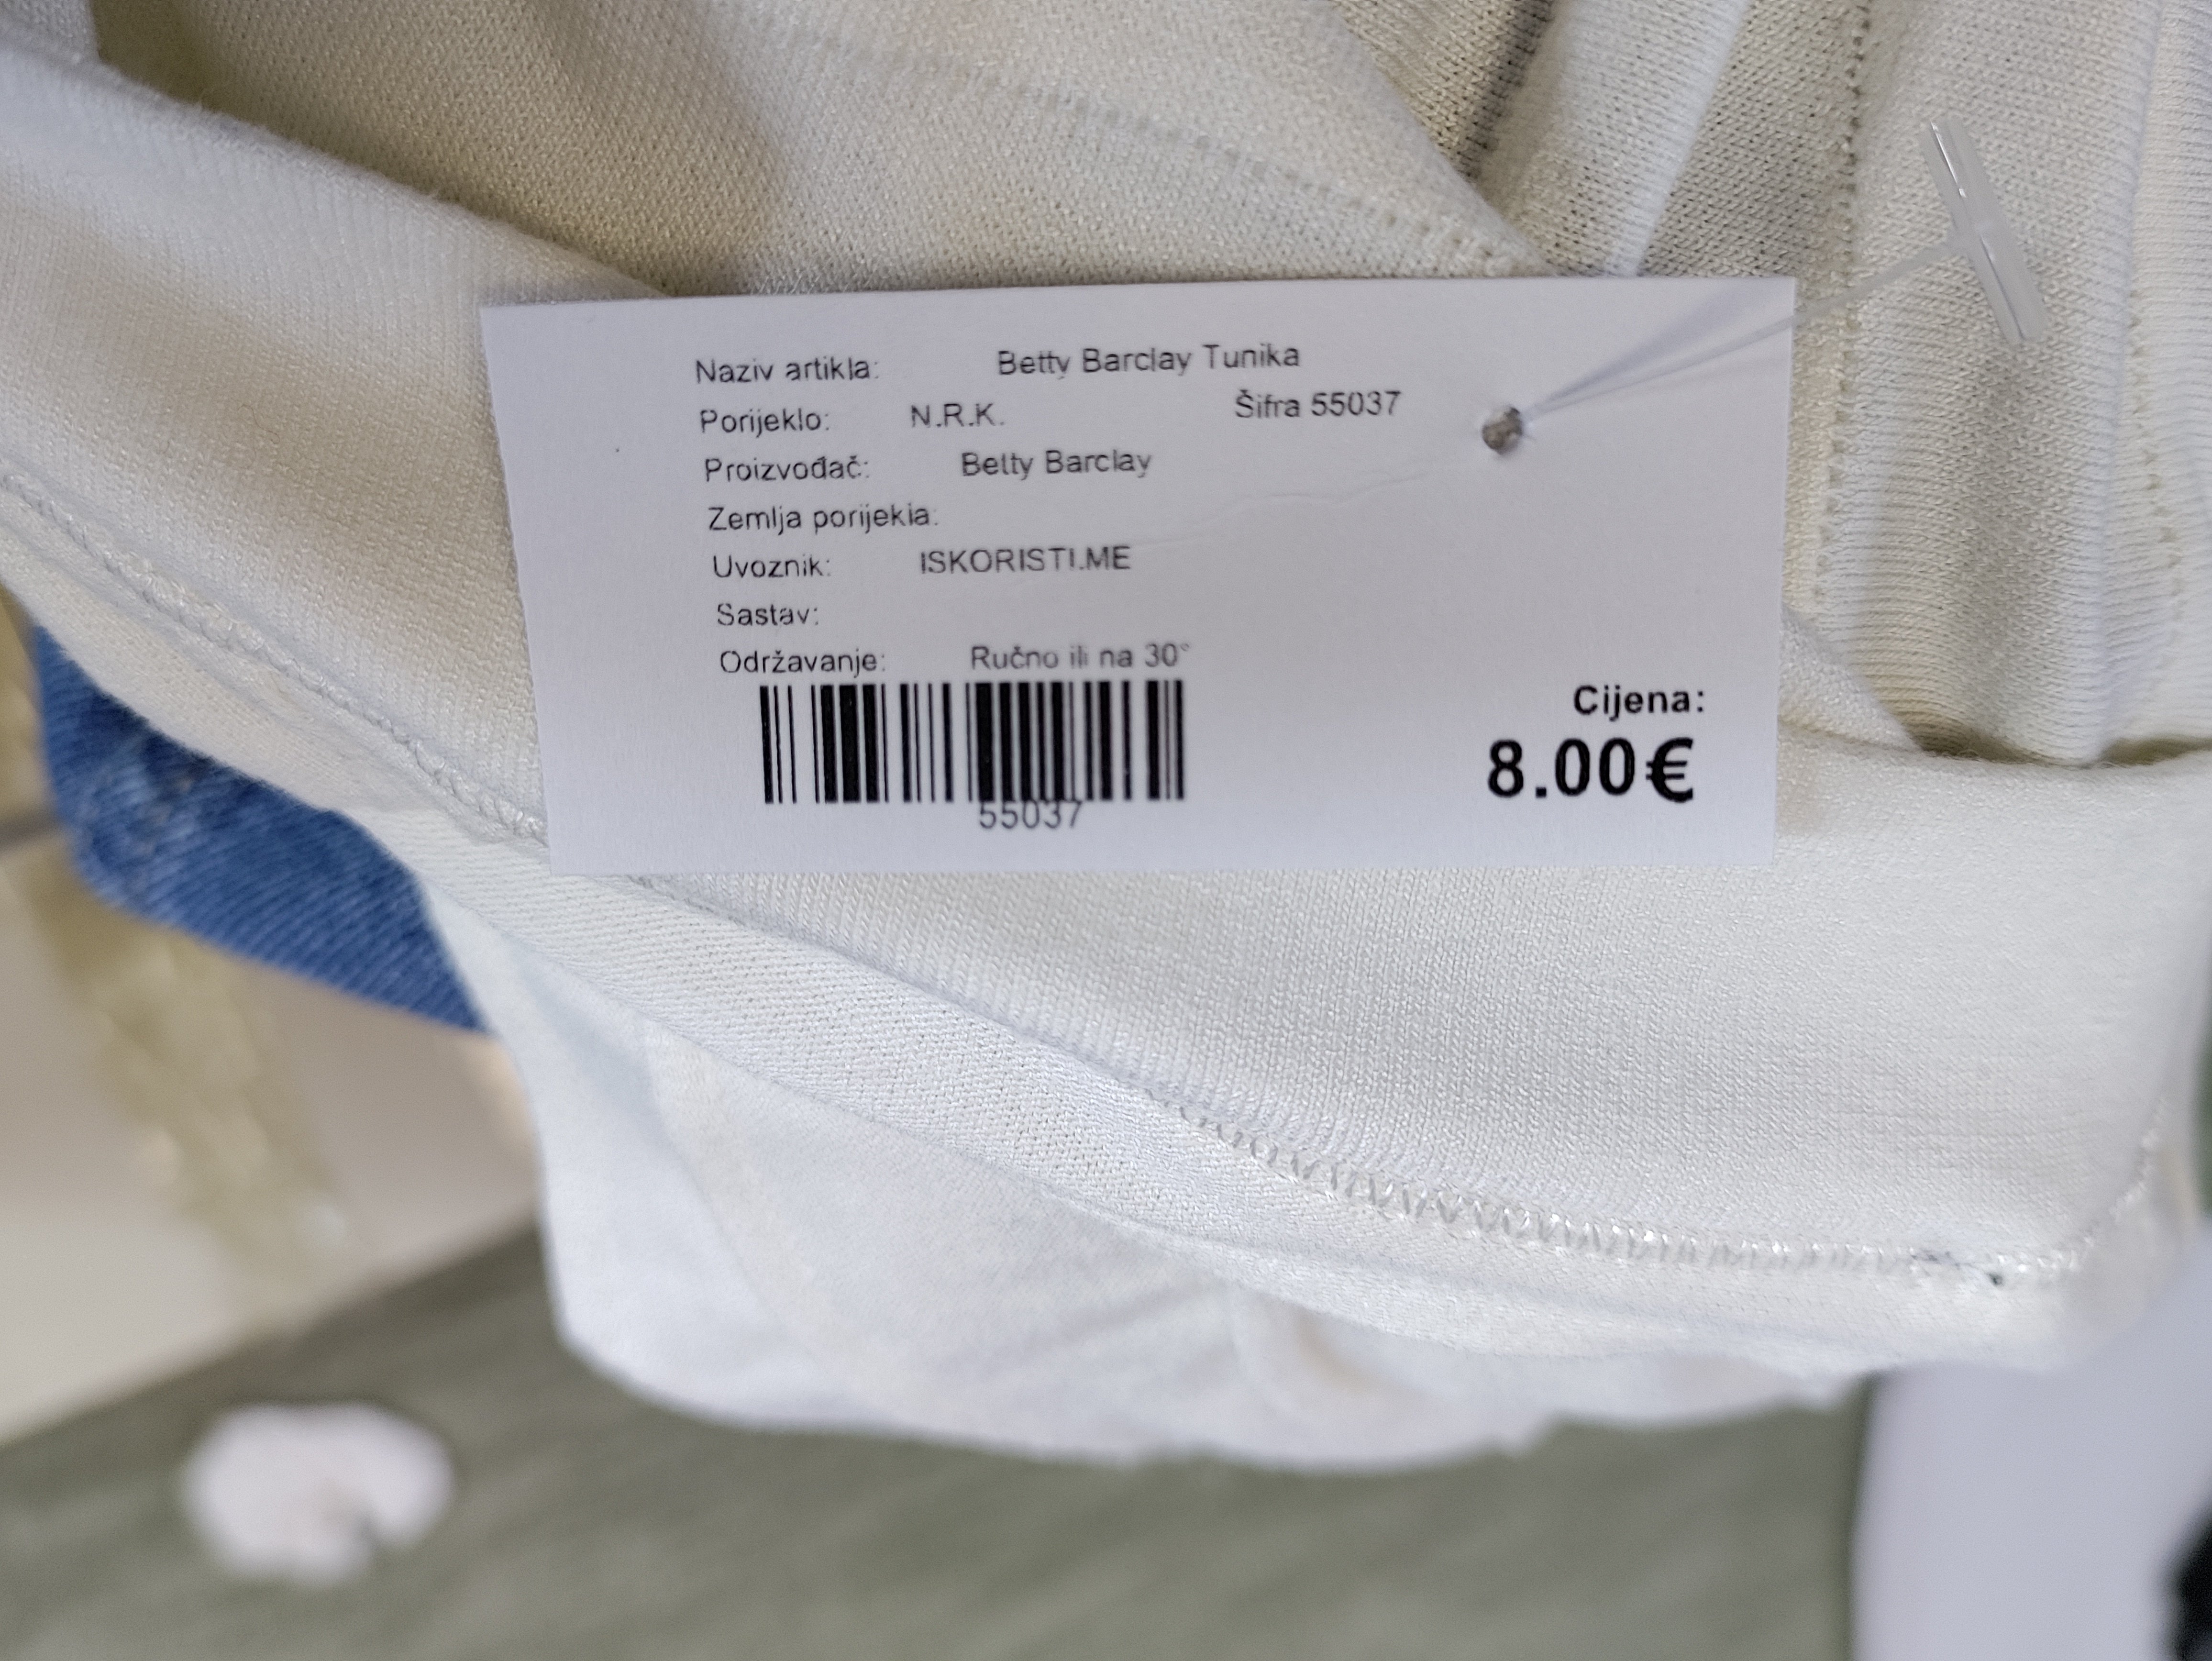 Naziv artikla: Betty Barclay Tunika
Porijeklo: N.R.K. Šifra 55037
Proizvođač: Betty Barclay
Zemlja porijekla:
Uvoznik: ISKORISTI.ME
Sastav:
Održavanje: Ručno ili na 30°
55037
Cijena:
8.00€